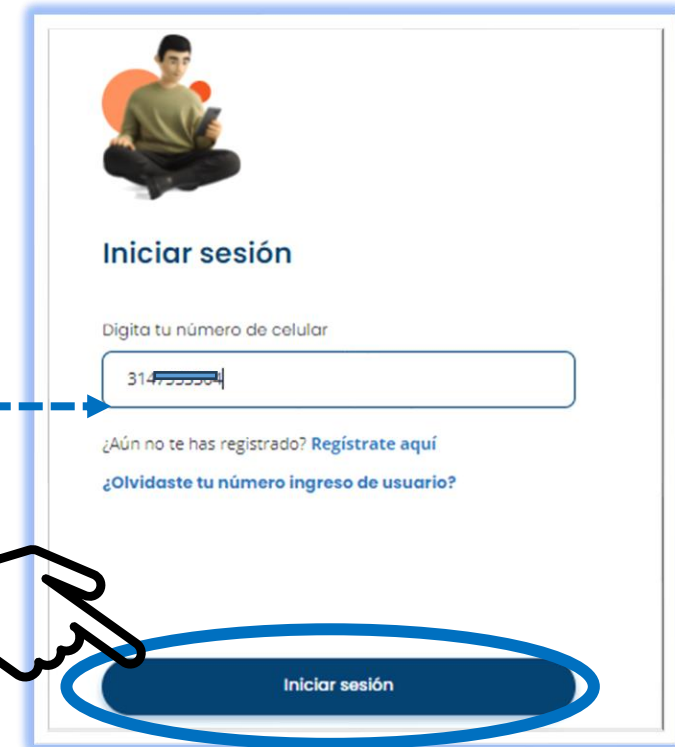 Iniciar sesión
Digita tu número de celular
314
¿Aún no te has registrado? Regístrate aquí
¿Olvidaste tu número ingreso de usuario?
Iniciar sesión